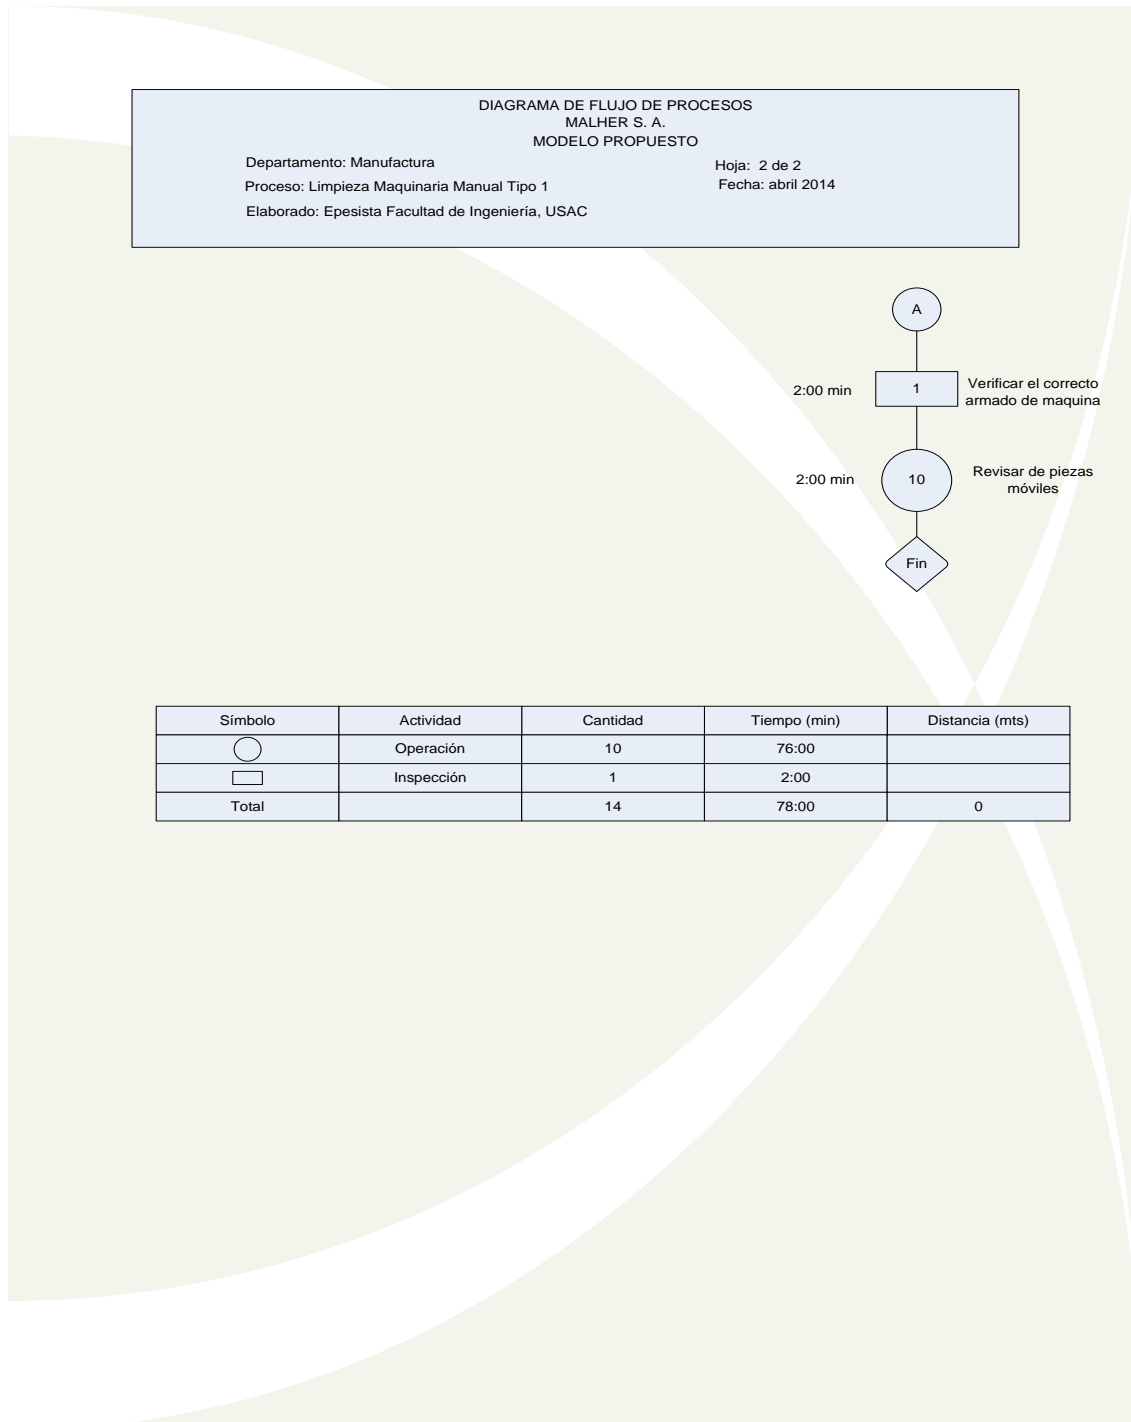 DIAGRAMA DE FLUJO DE PROCESOS
MALHER S. A.
MODELO PROPUESTO
Departamento: Manufactura
Hoja: 2 de 2
Proceso: Limpieza Maquinaria Manual Tipo 1
Fecha: abril 2014
Elaborado: Epesista Facultad de Ingeniería, USAC
A
2:00 min
1
Verificar el correcto
armado de maquina
2:00 min
10
Revisar de piezas
móviles
Fin
Símbolo Actividad Cantidad Tiempo (min) Distancia (mts)
Operación 10 76:00
Inspección 1 2:00
Total 14 78:00 0